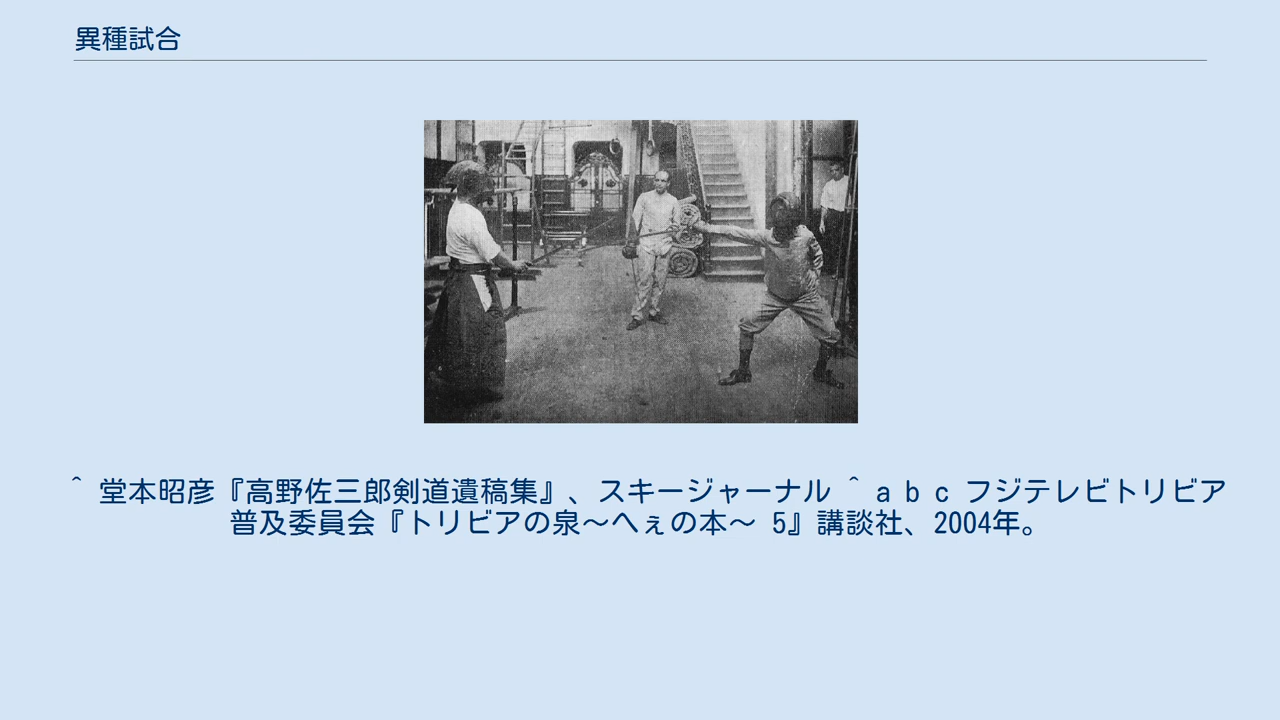 異種試合
^ 堂本昭彦『高野佐三郎剣道遺稿集』、スキージャーナル ^ a b c フジテレビトリビア
普及委員会『トリビアの泉〜へぇの本〜 5』講談社、2004年。